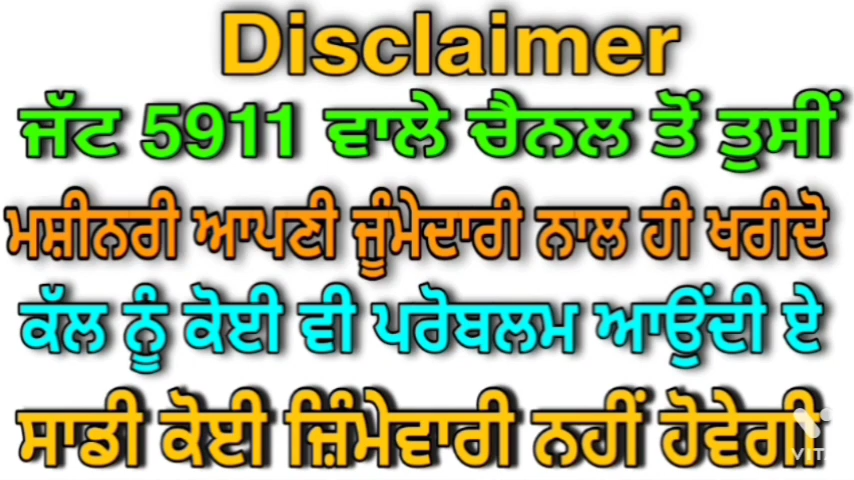 Disclaimer
ਜੱਟ 5911 ਵਾਲੇ ਚੈਨਲ ਤੋਂ ਤੁਸੀਂ
ਮਸ਼ੀਨਰੀ ਆਪਣੀ ਜ਼ੂੰਮੇਦਾਰੀ ਨਾਲ ਹੀ ਖਰੀਦੋ
ਕੱਲ ਨੂੰ ਕੋਈ ਵੀ ਪਰੋਬਲਮ ਆਉਂਦੀ ਏ
ਸਾਡੀ ਕੋਈ ਜ਼ਿੰਮੇਵਾਰੀ ਨਹੀਂ ਹੋਵੇਗੀ